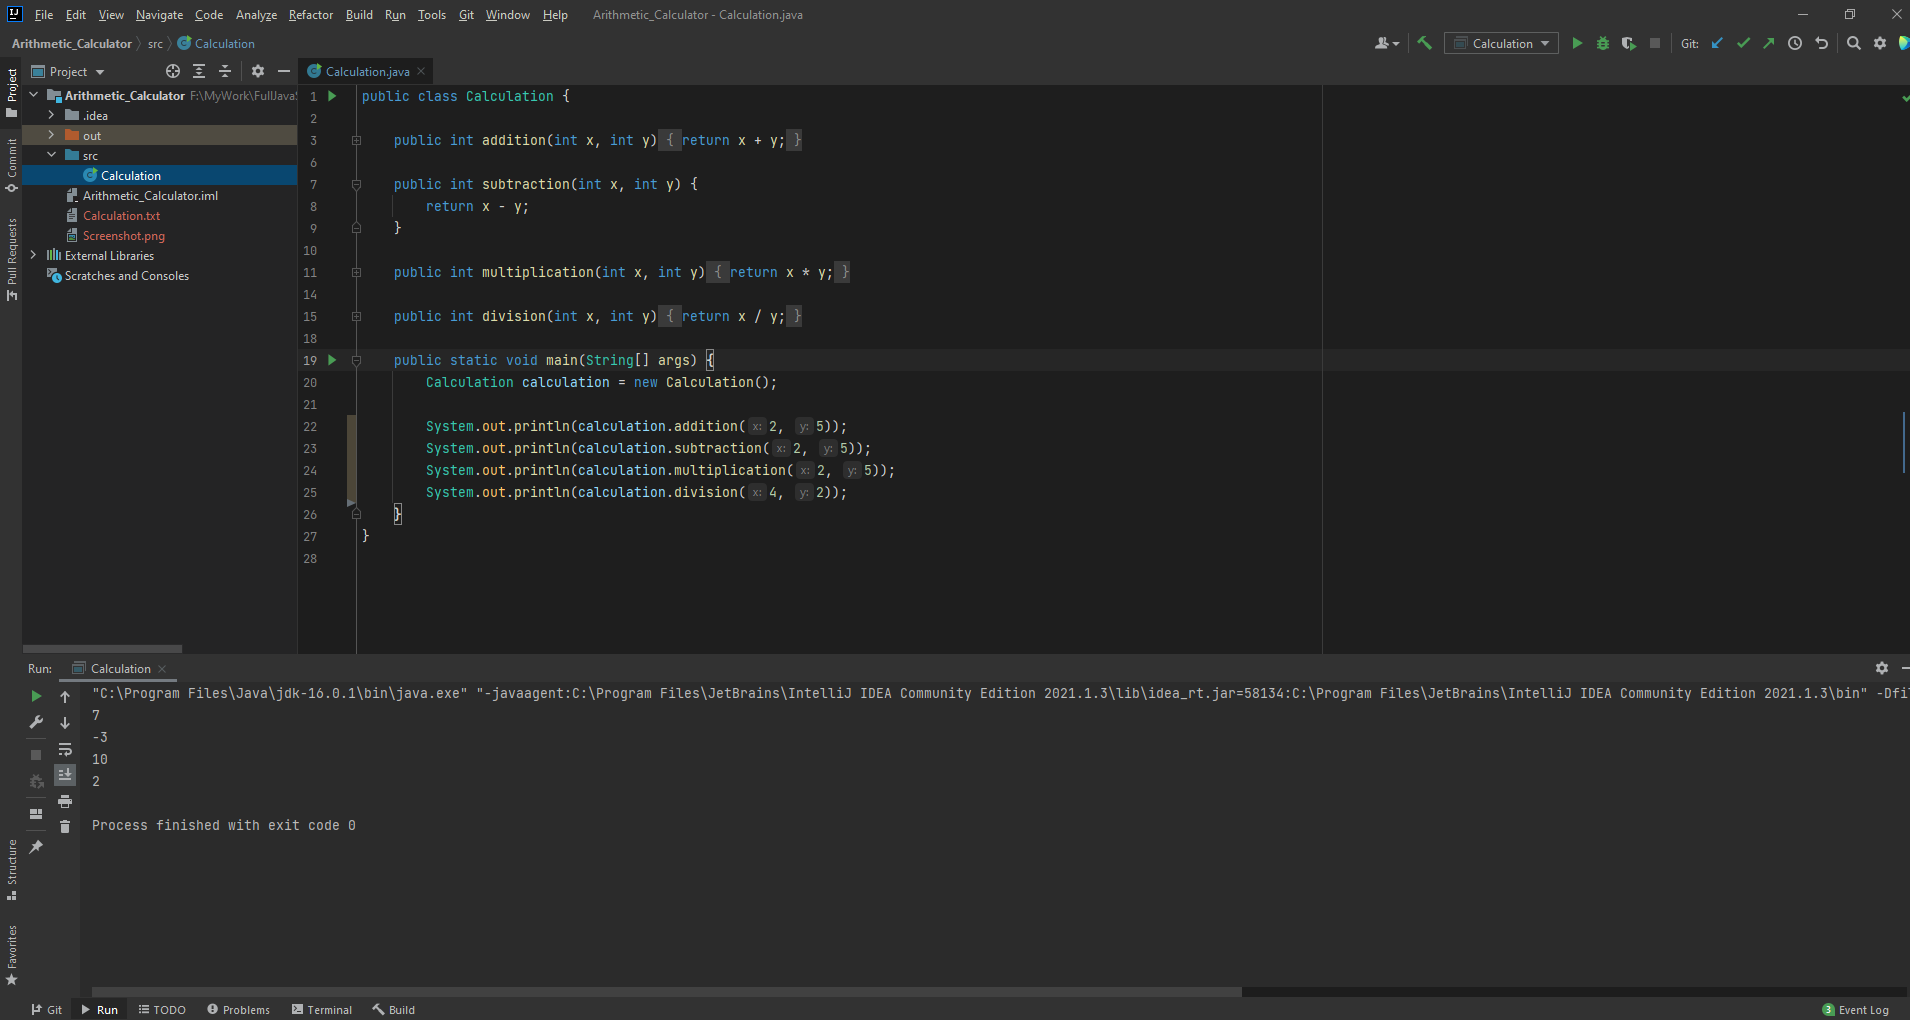 File Edit View Navigate Code Analyze Refactor Build Run Tools Git Window Help Arithmetic_Calculator - Calculation.java
Arithmetic_Calculator src Calculation
Calculation Git:
Project
Calculation.java
Project
Commit
Pull Requests
Arithmetic_Calculator F:\MyWork\FullJava
.idea
out
src
Calculation
Arithmetic_Calculator.iml
Calculation.txt
Screenshot.png
External Libraries
Scratches and Consoles
1 public class Calculation {
2
3 public int addition(int x, int y) { return x + y; }
6
7 public int subtraction(int x, int y) {
8 return x - y;
9 }
10
11 public int multiplication(int x, int y) { return x * y; }
14
15 public int division(int x, int y) { return x / y; }
18
19 public static void main(String[] args) {
20 Calculation calculation = new Calculation();
21
22 System.out.println(calculation.addition( x: 2, y: 5));
23 System.out.println(calculation.subtraction( x: 2, y: 5));
24 System.out.println(calculation.multiplication( x: 2, y: 5));
25 System.out.println(calculation.division( x: 4, y: 2));
26 }
27 }
28
Run: Calculation
"C:\Program Files\Java\jdk-16.0.1\bin\java.exe" "-javaagent:C:\Program Files\JetBrains\IntelliJ IDEA Community Edition 2021.1.3\lib\idea_rt.jar=58134:C:\Program Files\JetBrains\IntelliJ IDEA Community Edition 2021.1.3\bin" -Dfil
7
-3
10
2
Process finished with exit code 0
Structure
Favorites
Git Run TODO Problems Terminal Build 3 Event Log